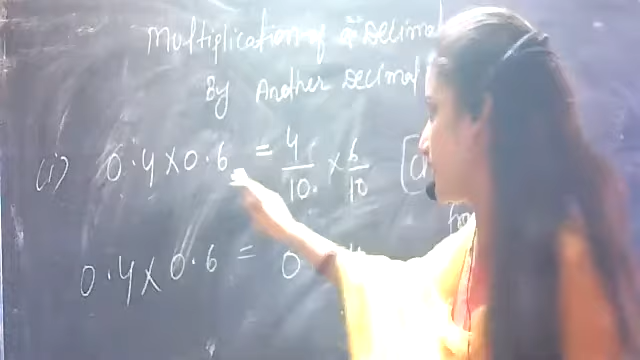 Multiplication of a Decimal
By Another Decimal
(i) 0.4 × 0.6 = 4/10 × 6/10 [
0.4 × 0.6 = 0